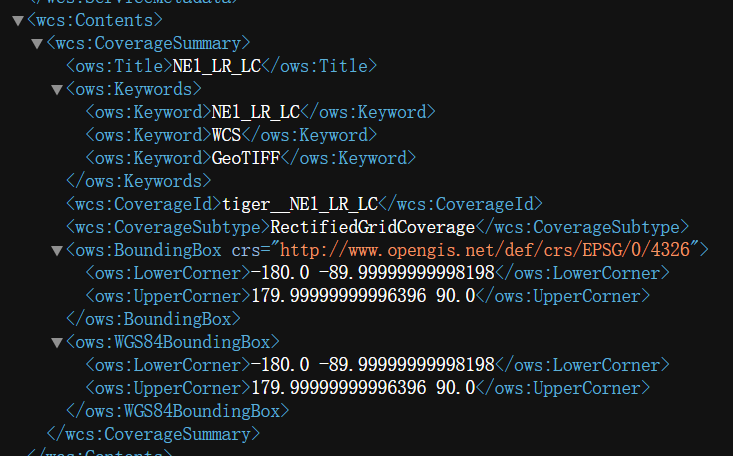 </ows:ServiceMetadata>
▼<wcs:Contents>
▼<wcs:CoverageSummary>
<ows:Title>NE1_LR_LC</ows:Title>
▼<ows:Keywords>
<ows:Keyword>NE1_LR_LC</ows:Keyword>
<ows:Keyword>WCS</ows:Keyword>
<ows:Keyword>GeoTIFF</ows:Keyword>
</ows:Keywords>
<wcs:CoverageId>tiger__NE1_LR_LC</wcs:CoverageId>
<wcs:CoverageSubtype>RectifiedGridCoverage</wcs:CoverageSubtype>
▼<ows:BoundingBox crs="http://www.opengis.net/def/crs/EPSG/0/4326">
<ows:LowerCorner>-180.0 -89.99999999998198</ows:LowerCorner>
<ows:UpperCorner>179.99999999996396 90.0</ows:UpperCorner>
</ows:BoundingBox>
▼<ows:WGS84BoundingBox>
<ows:LowerCorner>-180.0 -89.99999999998198</ows:LowerCorner>
<ows:UpperCorner>179.99999999996396 90.0</ows:UpperCorner>
</ows:WGS84BoundingBox>
</wcs:CoverageSummary>
</wcs:Contents>